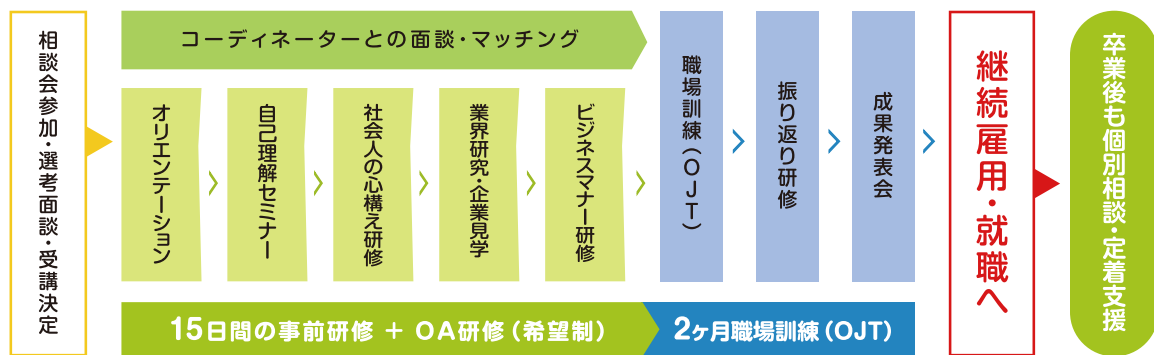 相談会参加・選考面談・受講決定
コーディネーターとの面談・マッチング
オリエンテーション
自己理解セミナー
社会人の心構え研修
業界研究・企業見学
ビジネスマナー研修
職場訓練(OJT)
振り返り研修
成果発表会
15日間の事前研修 + OA研修(希望制)
2ヶ月職場訓練(OJT)
継続雇用・就職へ
卒業後も個別相談・定着支援